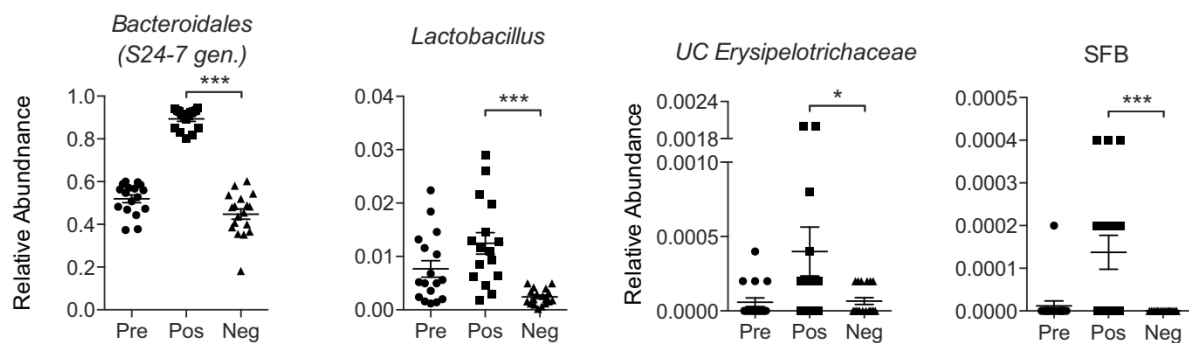 Bacteroidales
(S24-7 gen.)
***
Relative Abundnance
1.0
0.8
0.6
0.4
0.2
0.0
Pre Pos Neg
Lactobacillus
***
0.04
0.03
0.02
0.01
0.00
Pre Pos Neg
UC Erysipelotrichaceae
*
Relative Abundance
0.0024
0.0018
0.0010
0.0005
0.0000
Pre Pos Neg
SFB
***
0.0005
0.0004
0.0003
0.0002
0.0001
0.0000
Pre Pos Neg